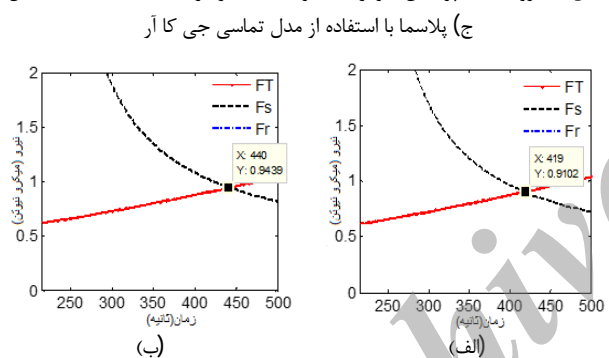 ج) پلاسما با استفاده از مدل تماسی جی کا آر
2
1.5
1
0.5
0
250 300 350 400 450 500
نیرو (میکرو نیوتن)
زمان(ثانیه)
FT
Fs
Fr
X: 419
Y: 0.9102
(الف)
2
1.5
1
0.5
0
250 300 350 400 450 500
نیرو (میکرو نیوتن)
زمان(ثانیه)
FT
Fs
Fr
X: 440
Y: 0.9439
(ب)